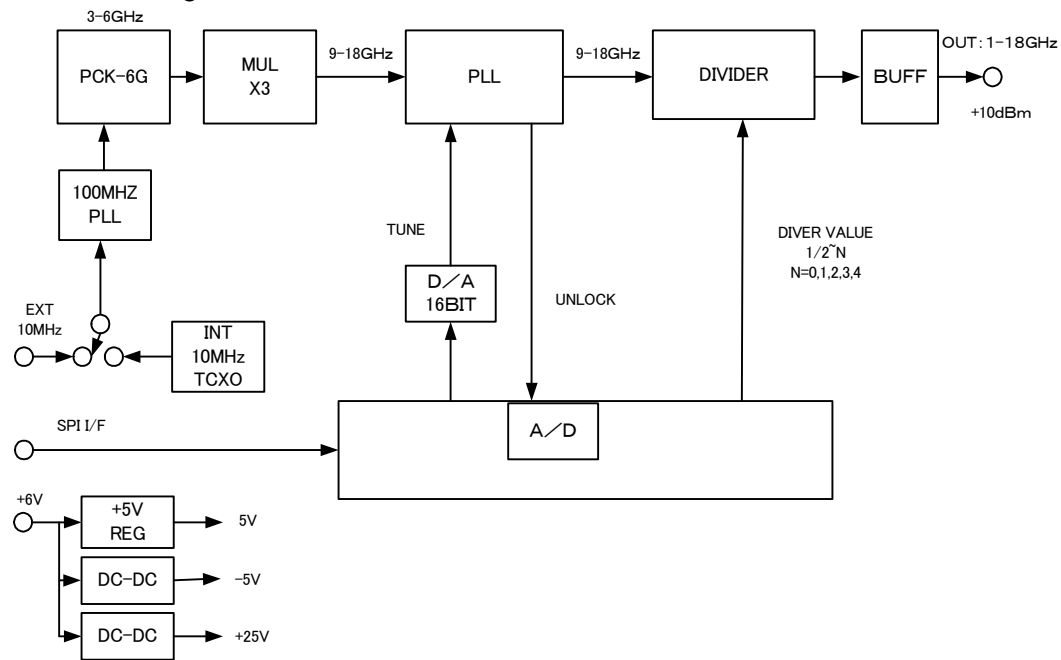 3-6GHz
PCK-6G
MUL
X3
9-18GHz
PLL
9-18GHz
DIVIDER
BUFF
OUT:1-18GHz
+10dBm
100MHZ
PLL
TUNE
D/A
16BIT
UNLOCK
DIVER VALUE
1/2~N
N=0,1,2,3,4
EXT
10MHz
INT
10MHz
TCXO
SPI I/F
A/D
+6V
+5V
REG
5V
DC-DC
-5V
DC-DC
+25V